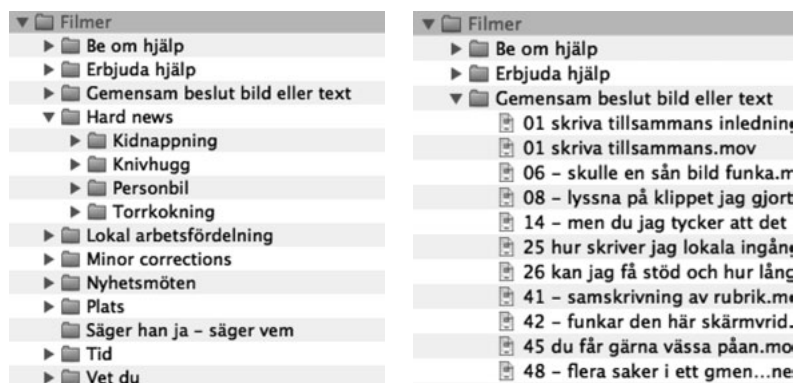 Filmer
Be om hjälp
Erbjuda hjälp
Gemensam beslut bild eller text
Hard news
Kidnappning
Knivhugg
Personbil
Torrkokning
Lokal arbetsfördelning
Minor corrections
Nyhetsmöten
Plats
Säger han ja – säger vem
Tid
Vet du
Filmer
Be om hjälp
Erbjuda hjälp
Gemensam beslut bild eller text
01 skriva tillsammans inledning
01 skriva tillsammans.mov
06 – skulle en sån bild funka.m
08 – lyssna på klippet jag gjort
14 – men du jag tycker att det
25 hur skriver jag lokala ingång
26 kan jag få stöd och hur lång
41 – samskrivning av rubrik.m
42 – funkar den här skärmvrid.
45 du får gärna vässa påan.mo
48 – flera saker i ett gmen...ne